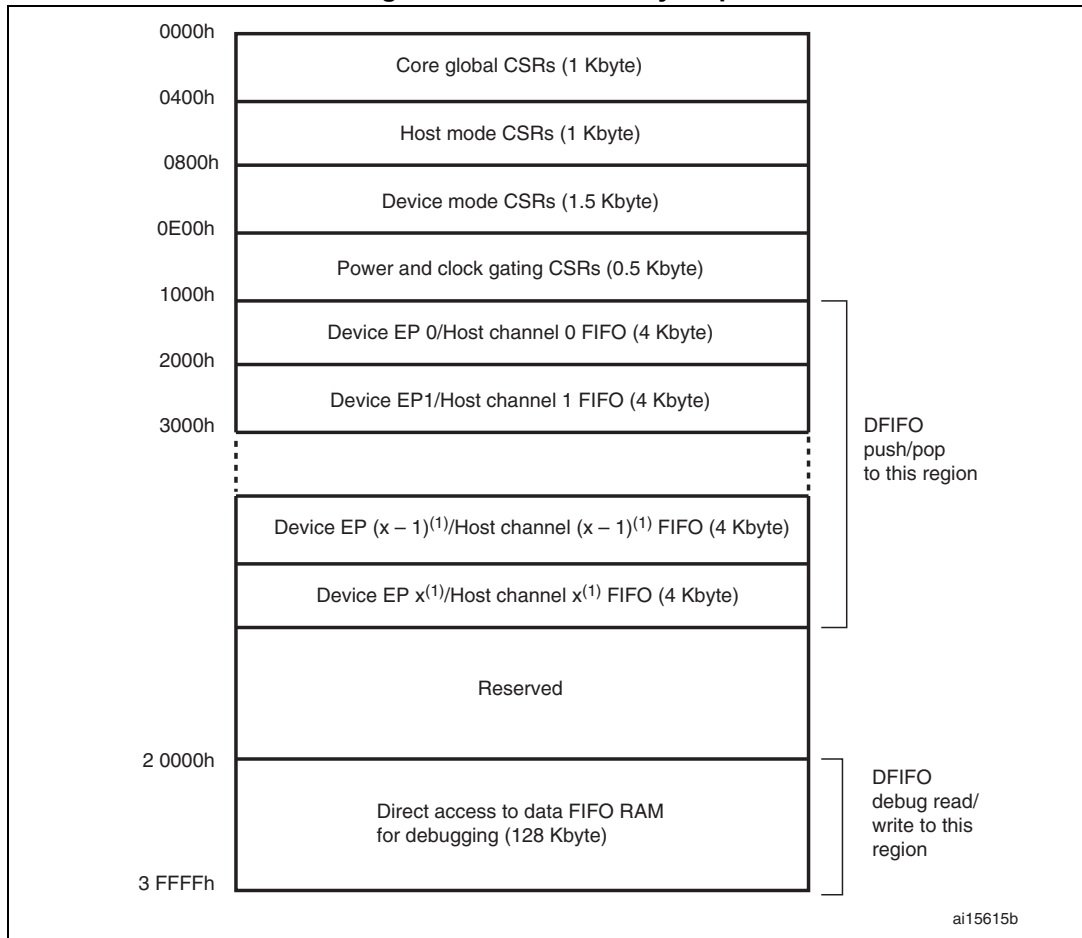 0000h
Core global CSRs (1 Kbyte)
0400h
Host mode CSRs (1 Kbyte)
0800h
Device mode CSRs (1.5 Kbyte)
0E00h
Power and clock gating CSRs (0.5 Kbyte)
1000h
Device EP 0/Host channel 0 FIFO (4 Kbyte)
2000h
Device EP1/Host channel 1 FIFO (4 Kbyte)
3000h
DFIFO
push/pop
to this region
Device EP (x – 1)(1)/Host channel (x – 1)(1) FIFO (4 Kbyte)
Device EP x(1)/Host channel x(1) FIFO (4 Kbyte)
Reserved
2 0000h
DFIFO
debug read/
write to this
region
Direct access to data FIFO RAM
for debugging (128 Kbyte)
3 FFFFh
ai15615b